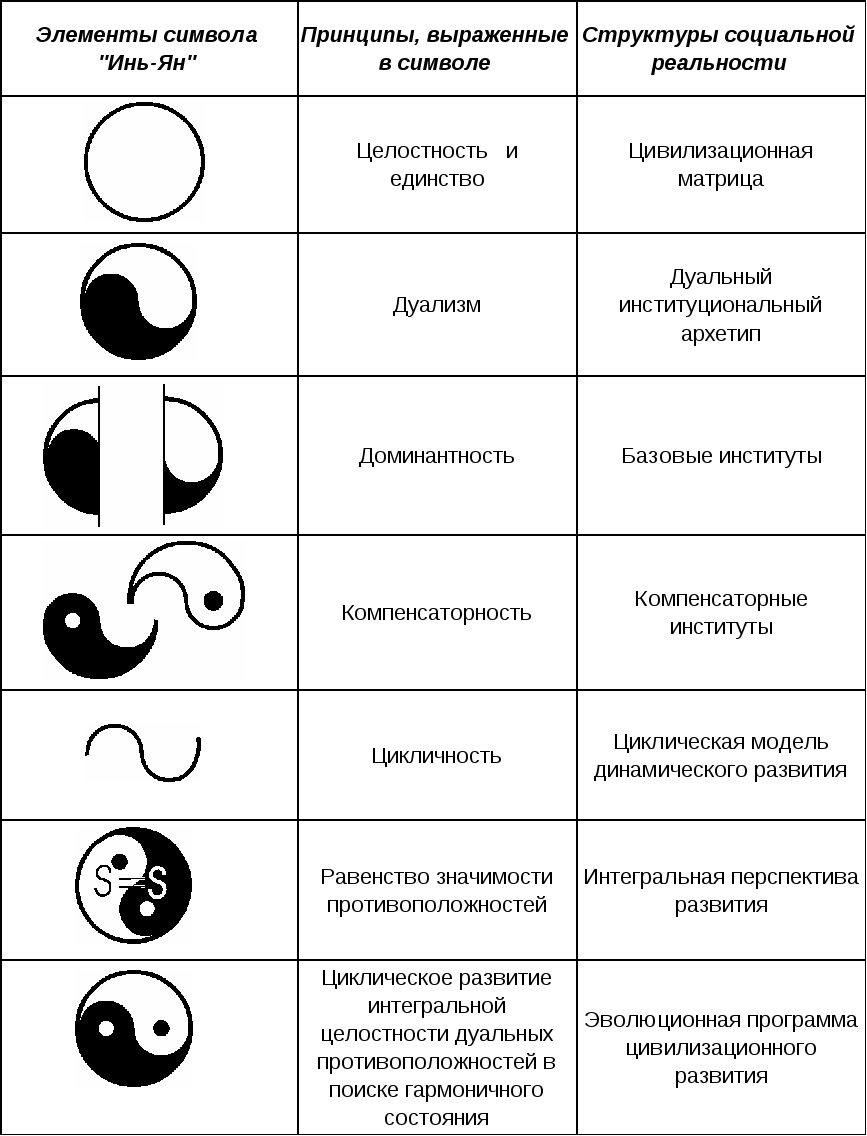 Элементы символа
"Инь-Ян"
Принципы, выраженные
в символе
Структуры социальной
реальности
Целостность и
единство
Цивилизационная
матрица
Дуализм
Дуальный
институциональный
архетип
Доминантность
Базовые институты
Компенсаторность
Компенсаторные
институты
Цикличность
Циклическая модель
динамического развития
S=S
Равенство значимости
противоположностей
Интегральная перспектива
развития
Циклическое развитие
интегральной
целостности дуальных
противоположностей в
поиске гармоничного
состояния
Эволюционная программа
цивилизационного
развития